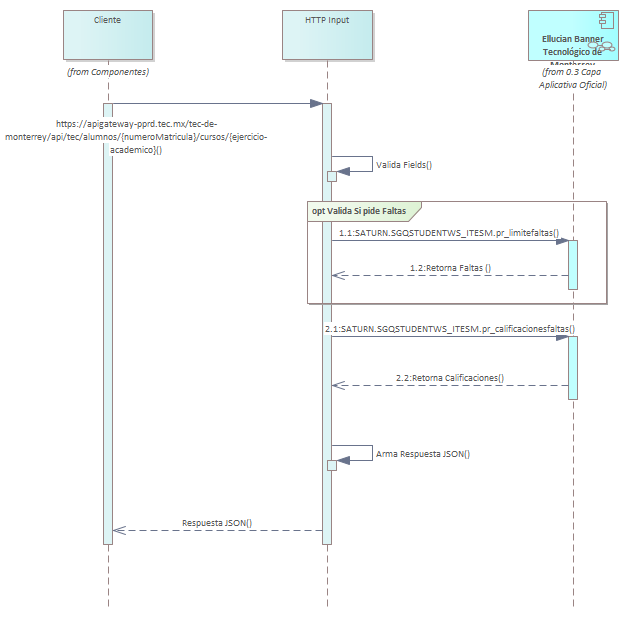 Cliente
HTTP Input
Ellucian Banner
Tecnológico de
Monterrey
(from Componentes)
(from 0.3 Capa
Aplicativa Oficial)
https://apigateway-pprd.tec.mx/tec-de-
monterrey/api/tec/alumnos/{numeroMatricula}/cursos/{ejercicio-
academico}()
Valida Fields()
opt Valida Si pide Faltas
1.1:SATURN.SGQSTUDENTWS_ITESM.pr_limitefaltas()
1.2:Retorna Faltas ()
2.1:SATURN.SGQSTUDENTWS_ITESM.pr_calificacionesfaltas()
2.2:Retorna Calificaciones()
Arma Respuesta JSON()
Respuesta JSON()